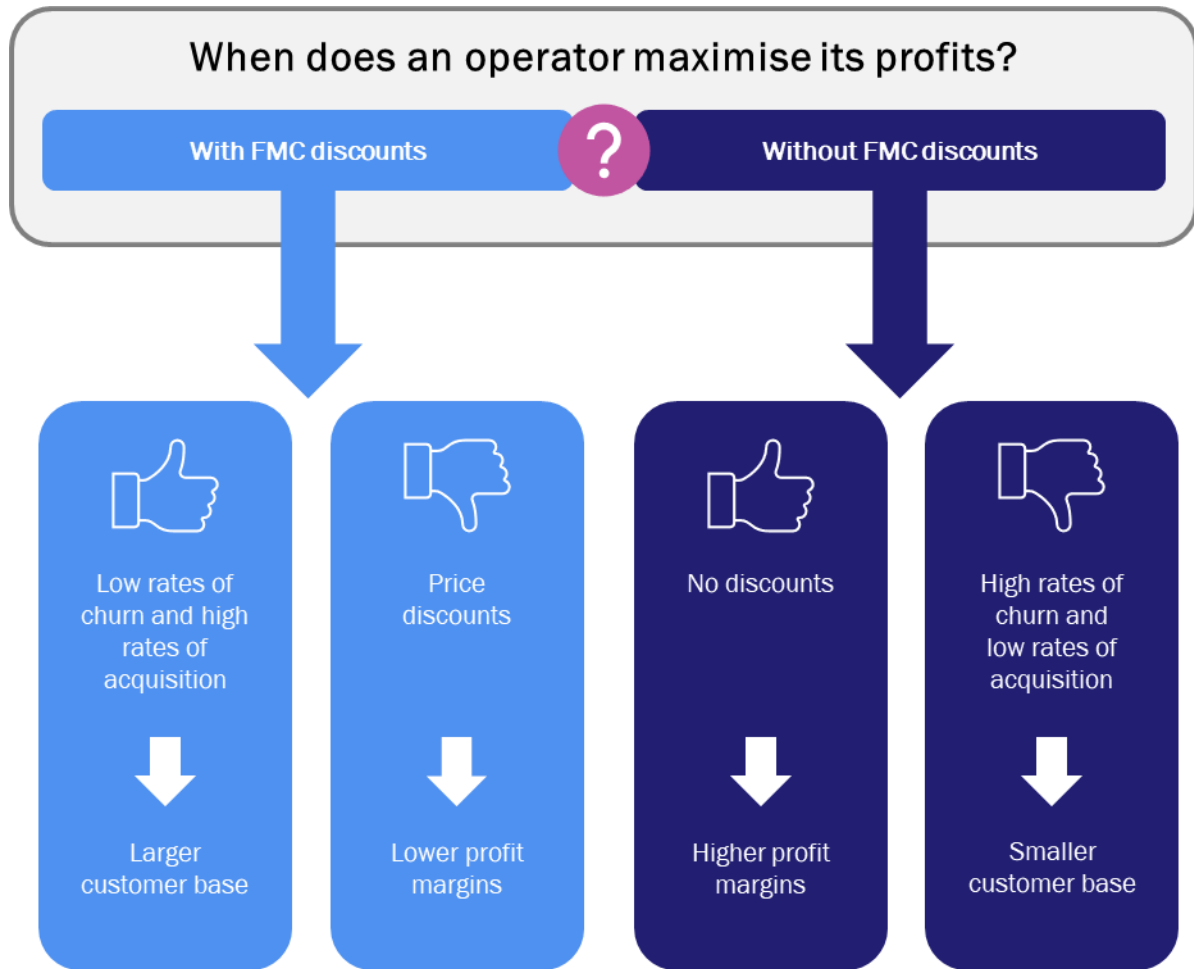 When does an operator maximise its profits?
With FMC discounts
?
Without FMC discounts
Low rates of
churn and high
rates of
acquisition
Larger
customer base
Price
discounts
Lower profit
margins
No discounts
Higher profit
margins
High rates of
churn and
low rates of
acquisition
Smaller
customer base